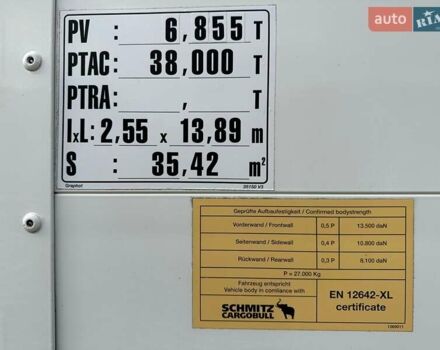 auto RIA
PV : 6,855 T
PTAC: 38,000 T
PTRA: , T
lxL: 2,55 x 13,89 m
S : 35,42 m²
Graphof 35150 V3
Geprüfte Aufbaufestigkeit / Confirmed bodystrength
Vorderwand / Frontwall 0,5 P 13.500 daN
Seitenwand / Sidewall 0,4 P 10.800 daN
Rückwand / Rearwall 0,3 P 8.100 daN
P = 27.000 Kg
Fahrzeug entspricht
Vehicle body in compliance with
SCHMITZ
CARGOBULL
EN 12642-XL
certificate